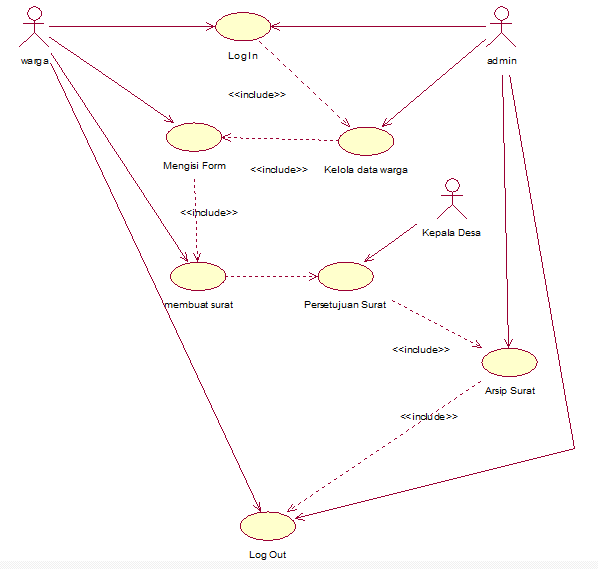 Log In
warga
admin
<<include>>
Mengisi Form
<<include>>
Kelola data warga
<<include>>
Kepala Desa
membuat surat
Persetujuan Surat
<<include>>
Arsip Surat
<<include>>
Log Out